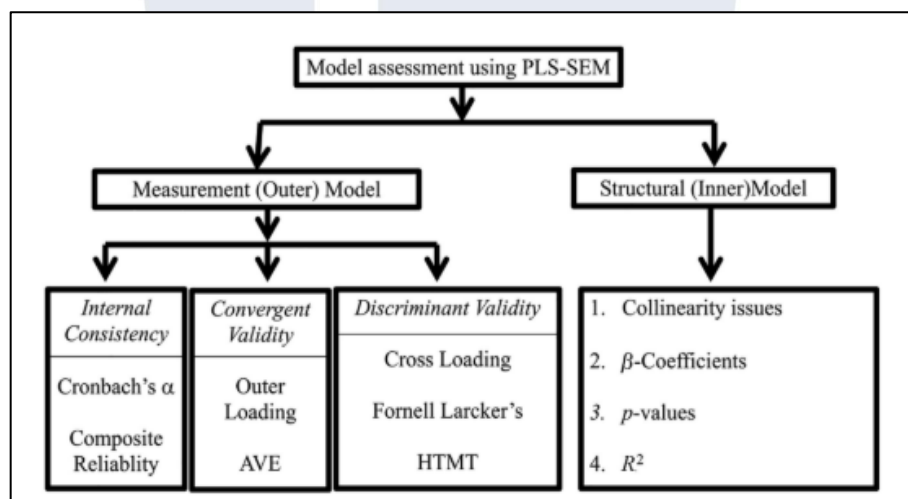 Model assessment using PLS-SEM
Measurement (Outer) Model
Structural (Inner)Model
Internal
Consistency
Cronbach's α
Composite
Reliablity
Convergent
Validity
Outer
Loading
AVE
Discriminant Validity
Cross Loading
Fornell Larcker's
HTMT
1. Collinearity issues
2. β-Coefficients
3. p-values
4. R²